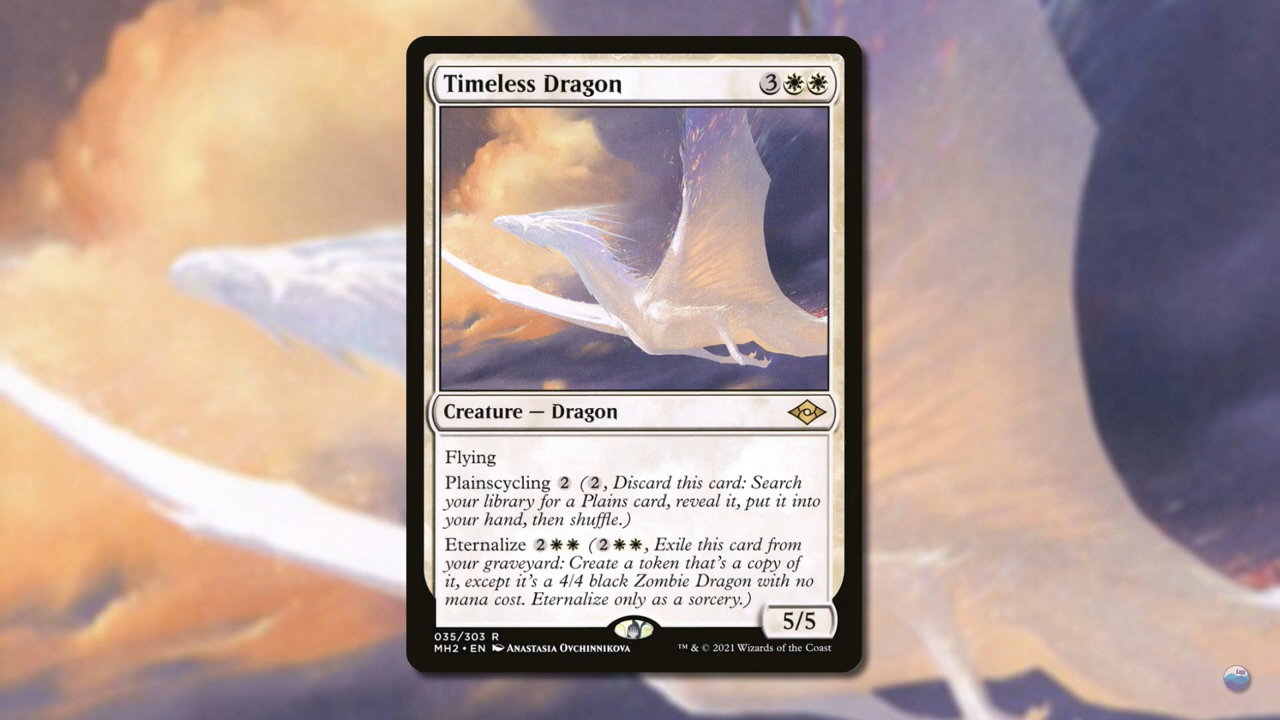 Timeless Dragon 3
Creature — Dragon
Flying
Plainscycling 2 (2, Discard this card: Search
your library for a Plains card, reveal it, put it into
your hand, then shuffle.)
Eternalize 2 (2, Exile this card from
your graveyard: Create a token that's a copy of
it, except it's a 4/4 black Zombie Dragon with no
mana cost. Eternalize only as a sorcery.)
5/5
035/303 R
MH2 • EN ANASTASIA OVCHINNIKOVA
™ & © 2021 Wizards of the Coast